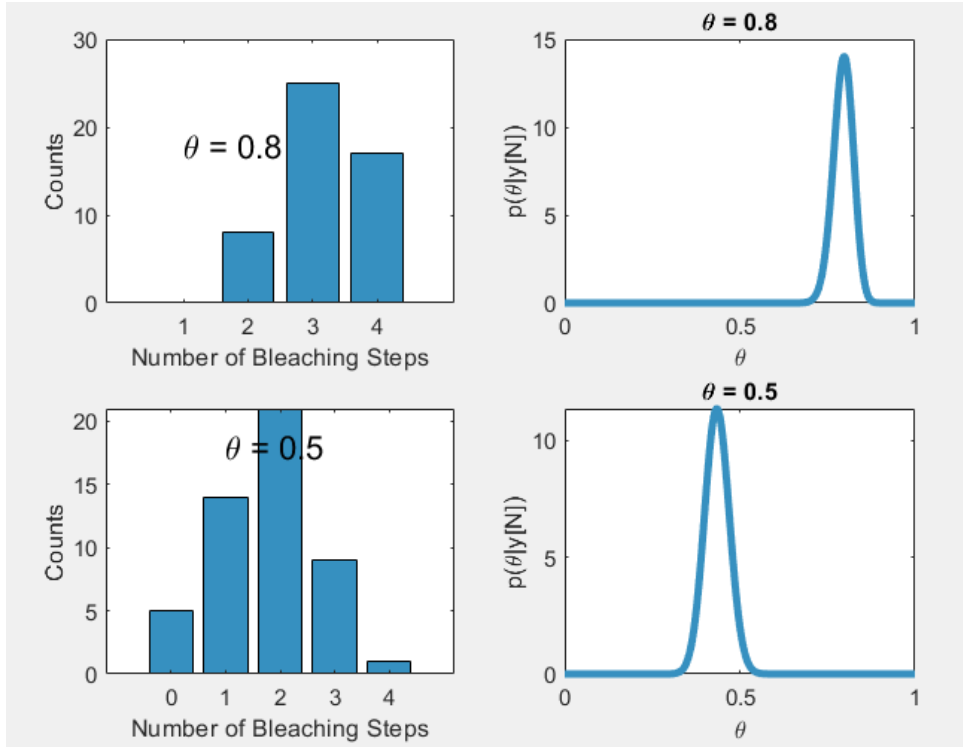 30
20
10
0
Counts
θ = 0.8
1 2 3 4
Number of Bleaching Steps
θ = 0.8
15
10
5
0
p(θ|y[N])
0 0.5 1
θ
20
15
10
5
0
Counts
θ = 0.5
0 1 2 3 4
Number of Bleaching Steps
θ = 0.5
10
5
0
p(θ|y[N])
0 0.5 1
θ